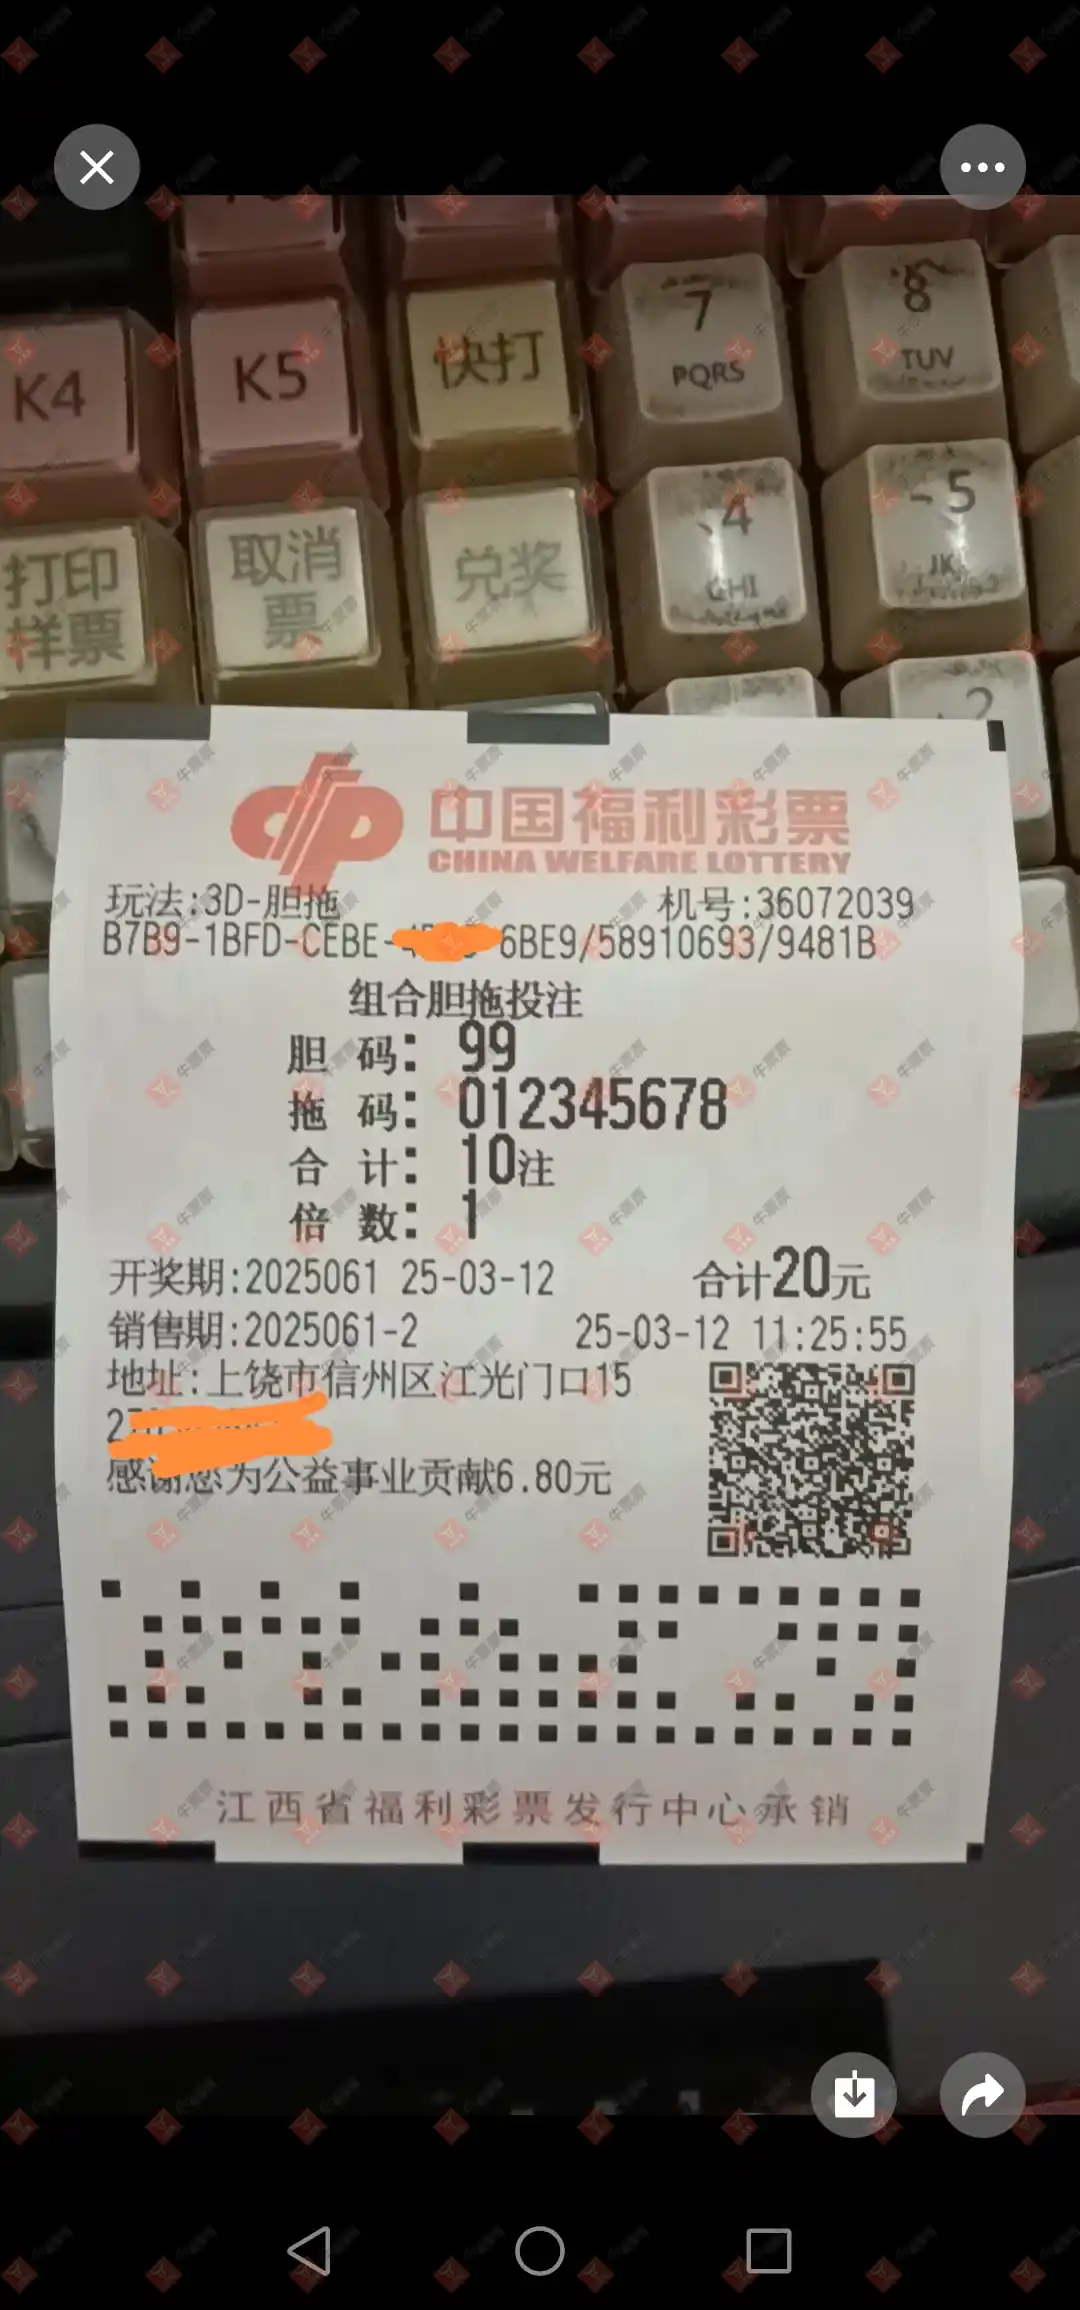 7
PQRS
8
TUV
K4
K5
快打
4
GHI
5
JK
打印
样票
取消
票
兑奖
2
中国福利彩票
CHINA WELFARE LOTTERY
玩法:3D-胆拖 机号:36072039
B7B9-1BFD-CEBE- 6BE9/58910693/9481B
组合胆拖投注
胆 码: 99
拖 码: 012345678
合 计: 10注
倍 数: 1
开奖期:2025061 25-03-12 合计20元
销售期:2025061-2 25-03-12 11:25:55
地址:上饶市信州区江光门口15
感谢您为公益事业贡献6.80元
江西省福利彩票发行中心承销
牛票票